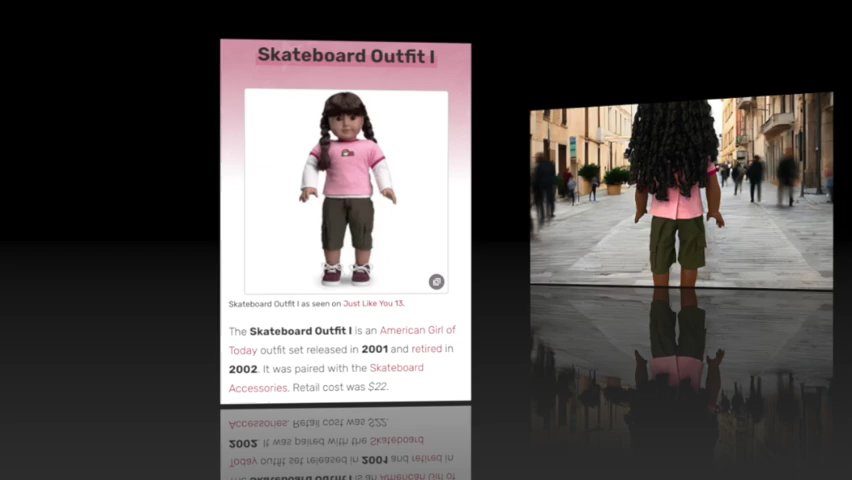 Skateboard Outfit I
Skateboard Outfit I as seen on Just Like You 13.
The Skateboard Outfit I is an American Girl of
Today outfit set released in 2001 and retired in
2002. It was paired with the Skateboard
Accessories. Retail cost was $22.